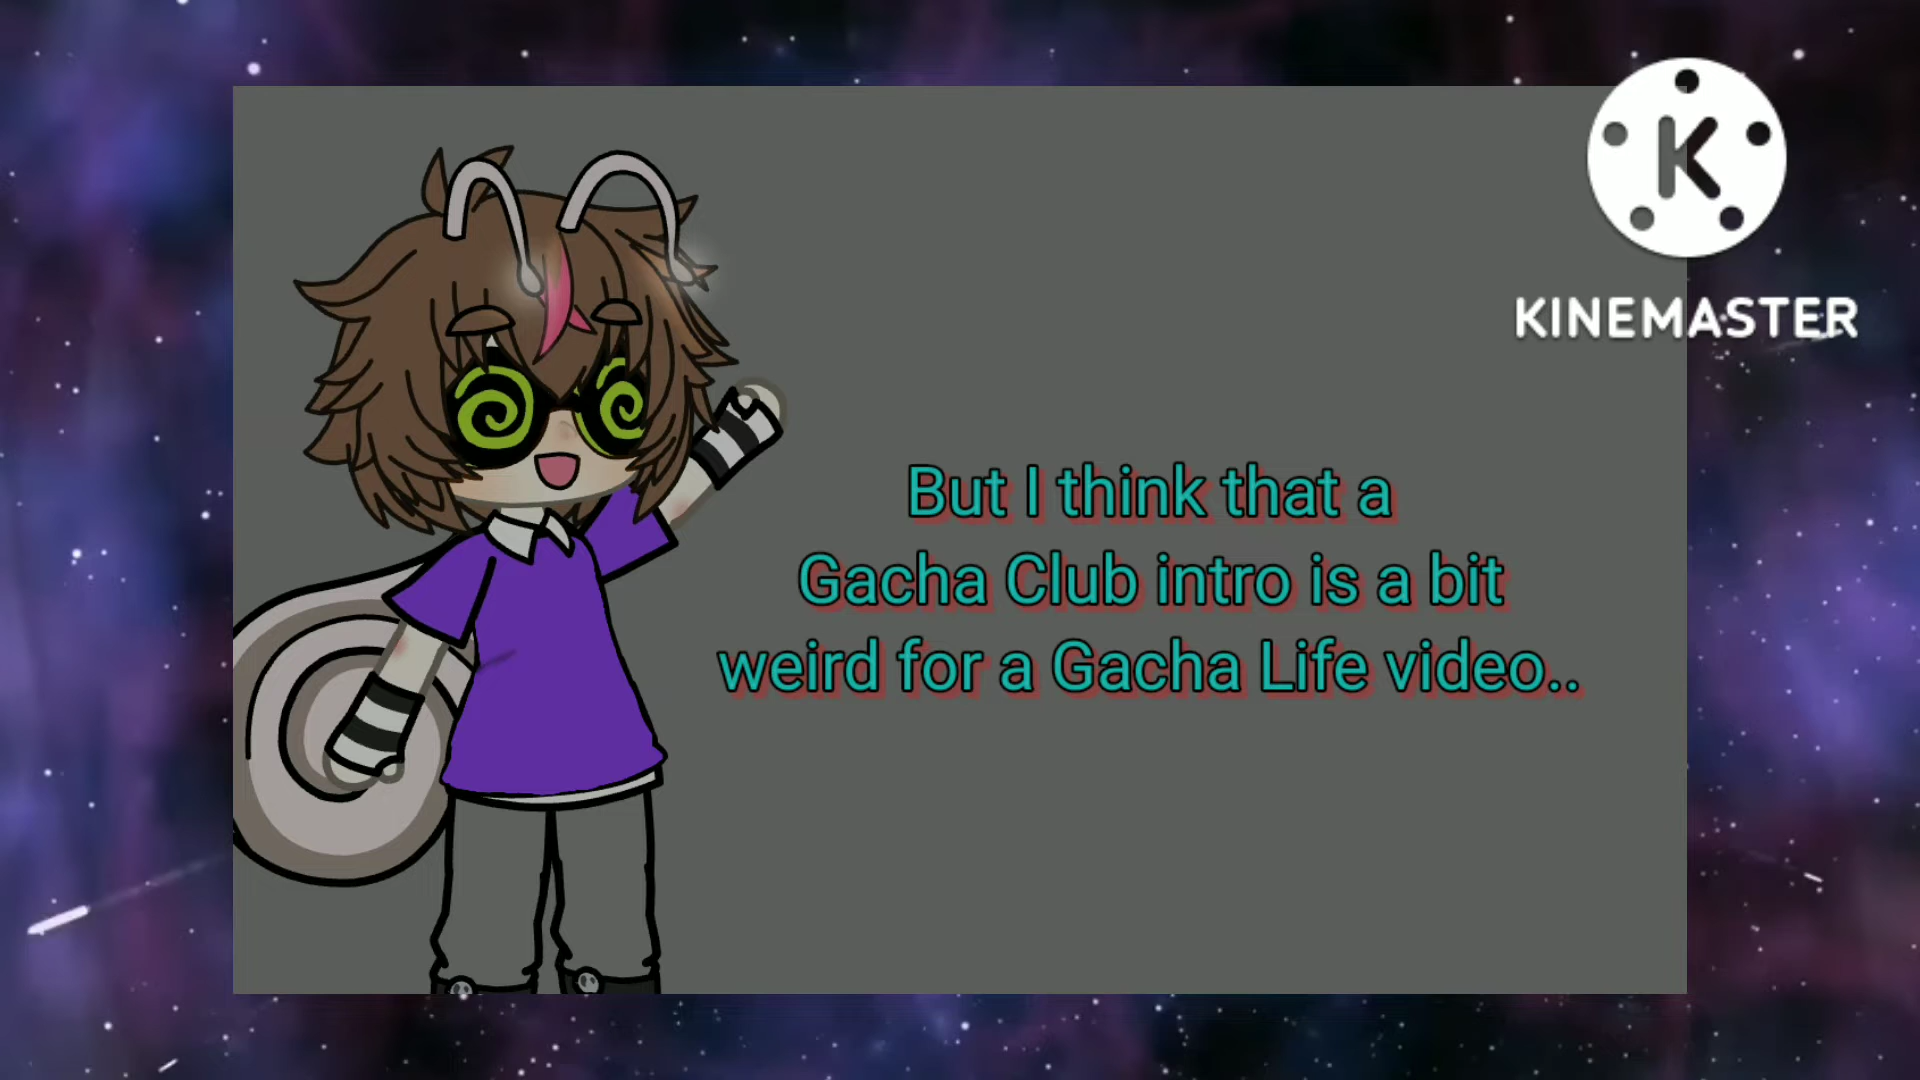 K
KINEMASTER
But I think that a
Gacha Club intro is a bit
weird for a Gacha Life video..